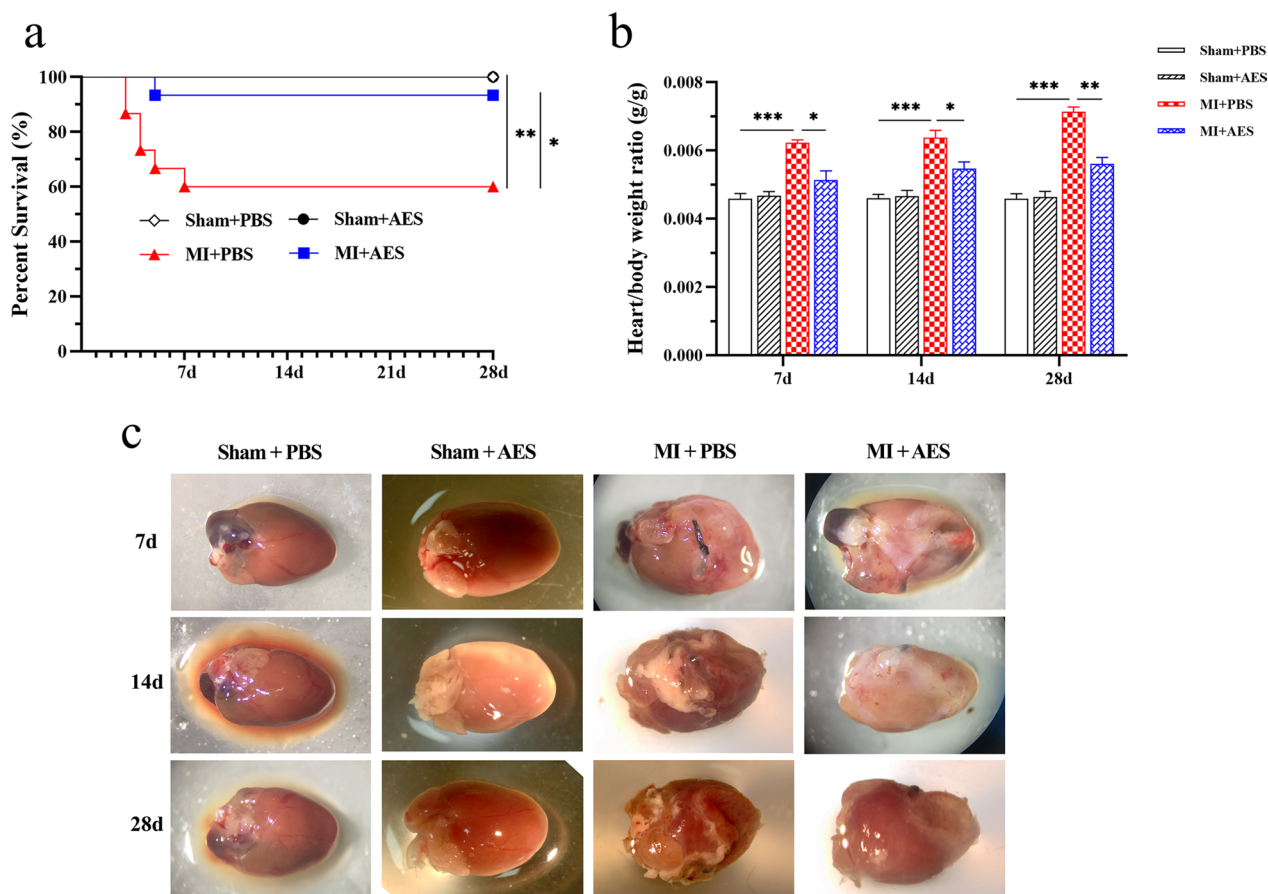 a
Percent Survival (%)
100
80
60
40
20
0
7d 14d 21d 28d
Sham+PBS Sham+AES
MI+PBS MI+AES
** *
b
Heart/body weight ratio (g/g)
0.008
0.006
0.004
0.002
0.000
*** * *** * *** **
7d 14d 28d
Sham+PBS
Sham+AES
MI+PBS
MI+AES
c
Sham + PBS Sham + AES MI + PBS MI + AES
7d
14d
28d